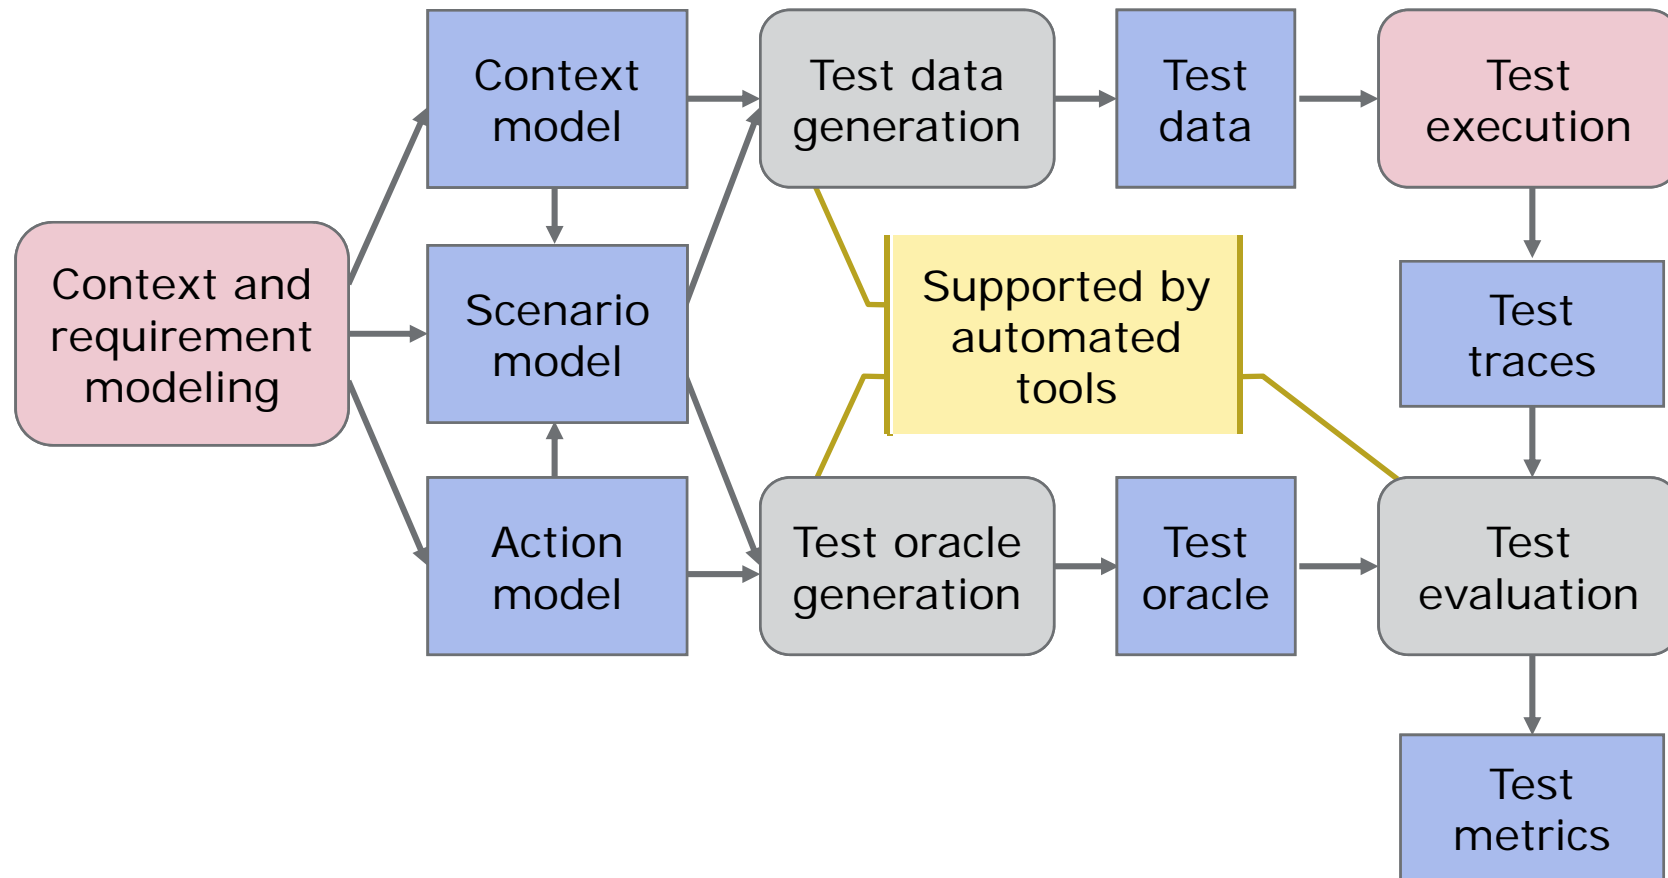 Context
model
Test data
generation
Test
data
Test
execution
Context and
requirement
modeling
Scenario
model
Supported by
automated
tools
Test
traces
Action
model
Test oracle
generation
Test
oracle
Test
evaluation
Test
metrics